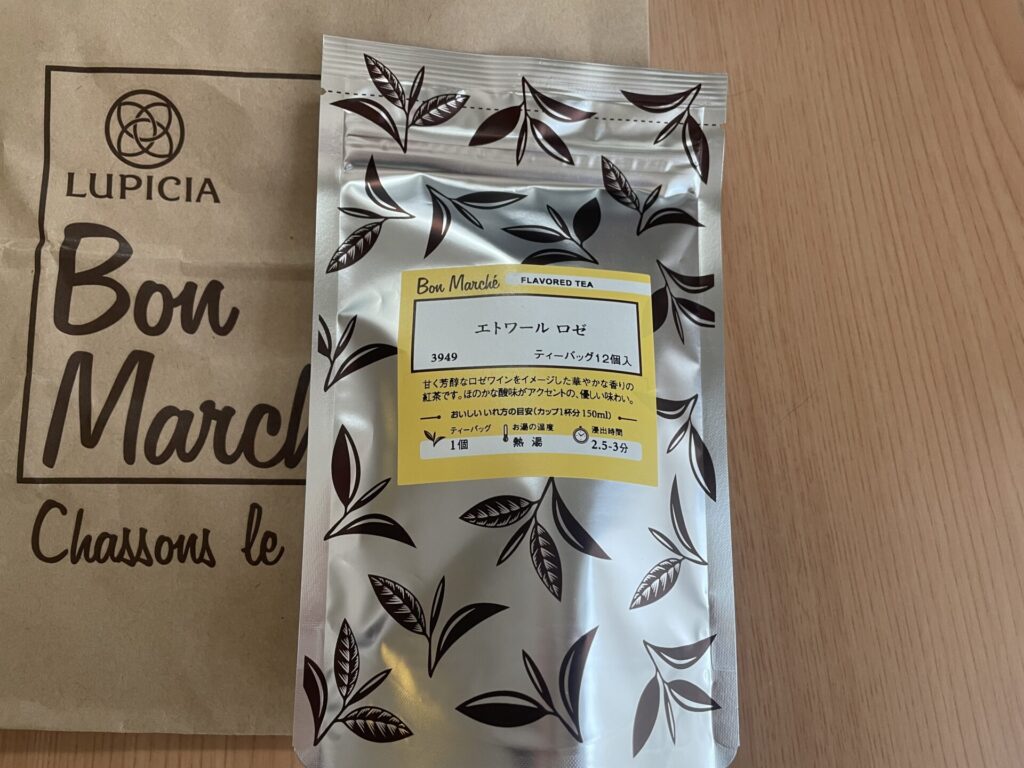 LUPICIA
Bon
March
Chassons le
Bon Marché FLAVORED TEA
エトワール ロゼ
3949 ティーバッグ12個入
甘く芳醇なロゼワインをイメージした華やかな香りの
紅茶です。ほのかな酸味がアクセントの、優しい味わい。
おいしいいれ方の目安(カップ1杯分150ml)
ティーバッグ お湯の温度 浸出時間
1個 熱湯 2.5-3分